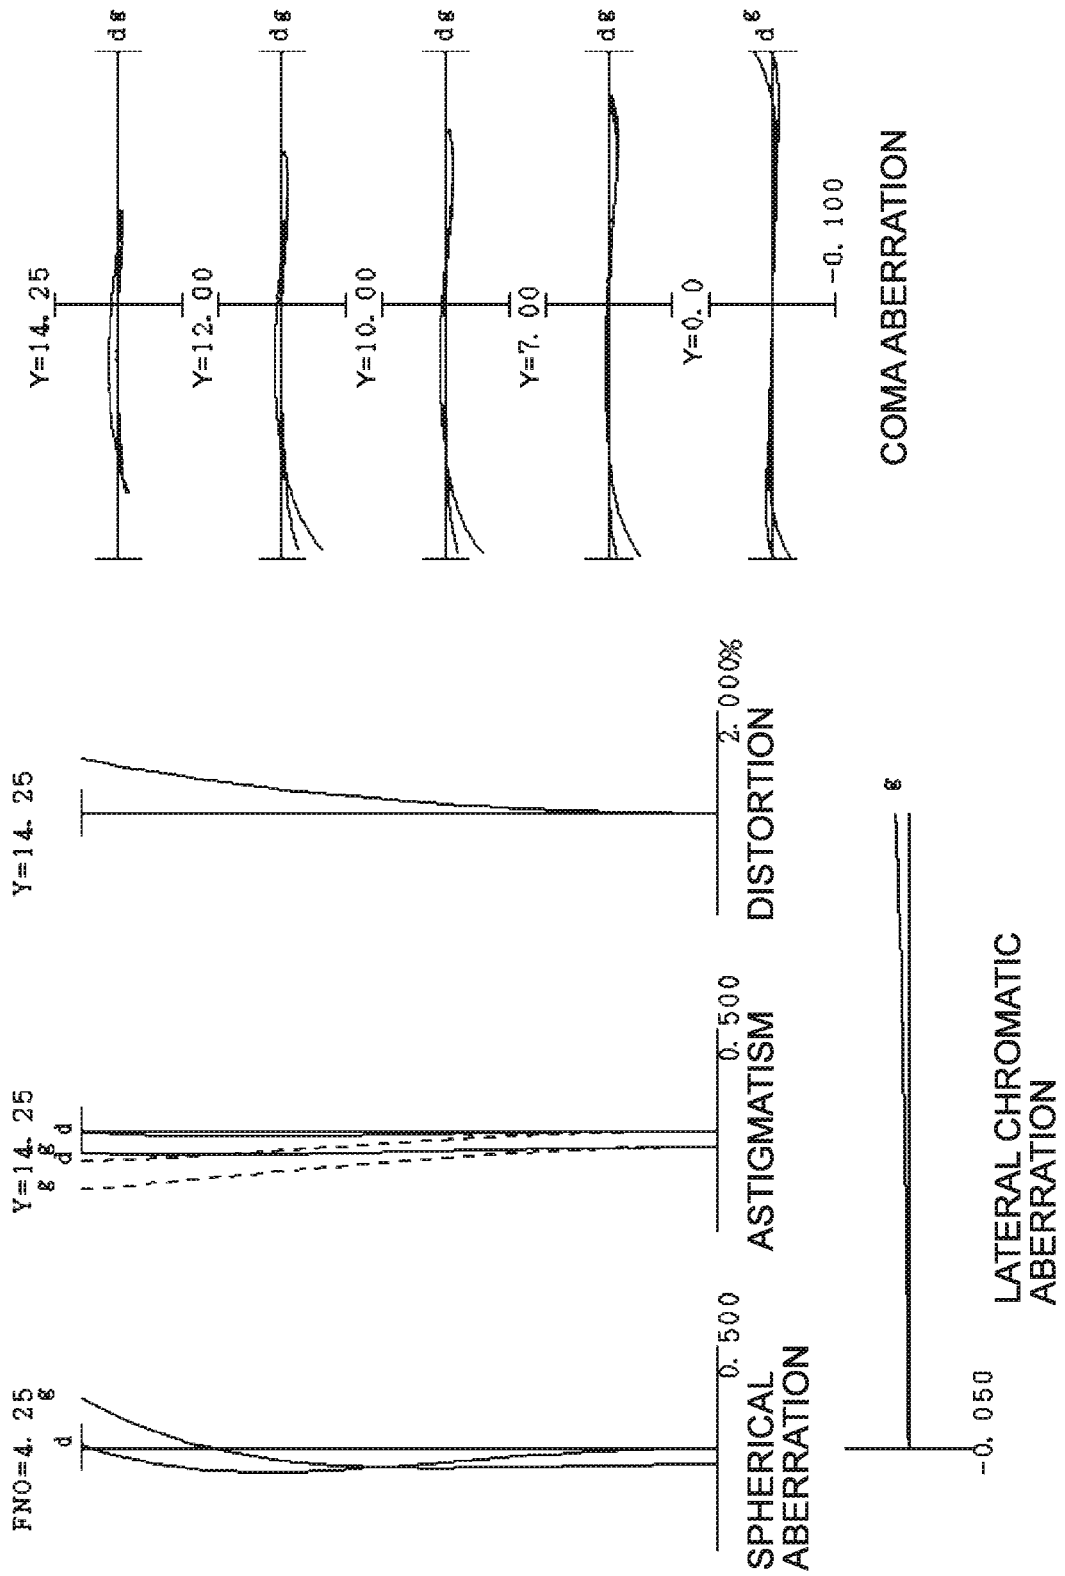 FNO=4. 25
d
g
0. 500
SPHERICAL
ABERRATION
Y=14. 25
g
d
g
d
0. 500
ASTIGMATISM
Y=14. 25
2. 000%
DISTORTION
Y=14. 25
d g
Y=12. 00
d g
Y=10. 00
d g
Y=7. 00
d g
Y=0. 0
d g
-0. 100
COMA ABERRATION
g
-0. 050
LATERAL CHROMATIC
ABERRATION